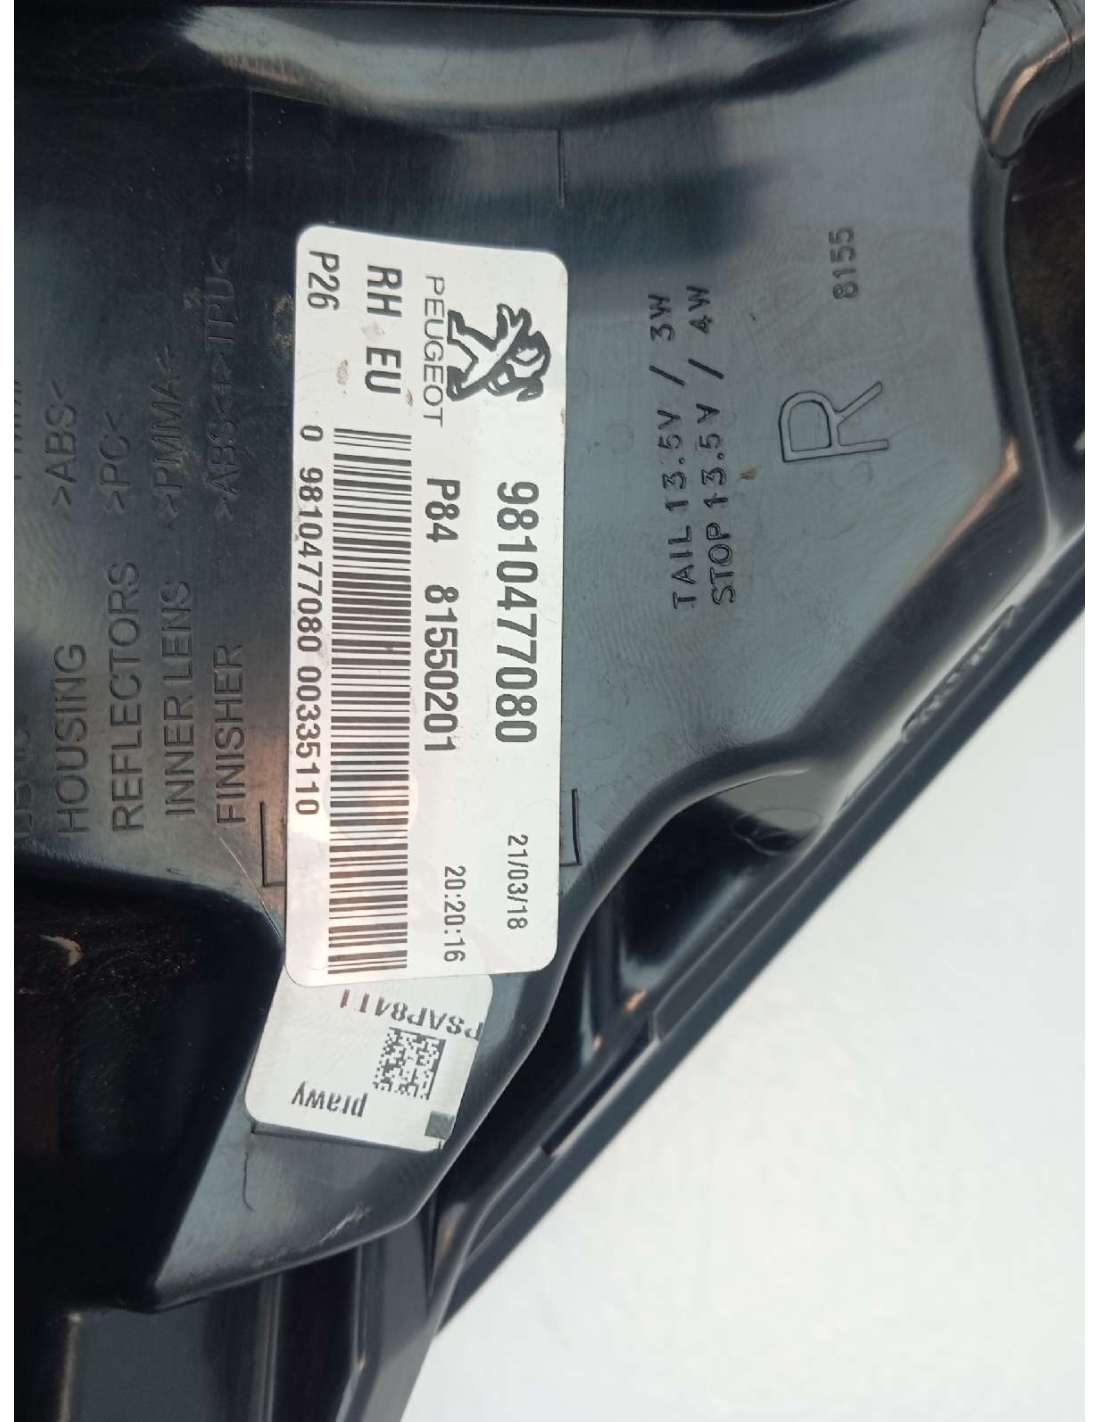 8155
R
TAIL 13.5V / 3W
STOP 13.5V / 4W
PEUGEOT
9810477080
21/03/18
RH EU
P84 81550201
20:20:16
P26
0 9810477080 00335110
PSAP8411
prawy
HOUSING >ABS<
REFLECTORS >PC<
INNER LENS >PMMA<
FINISHER >ABS<+>TPU<